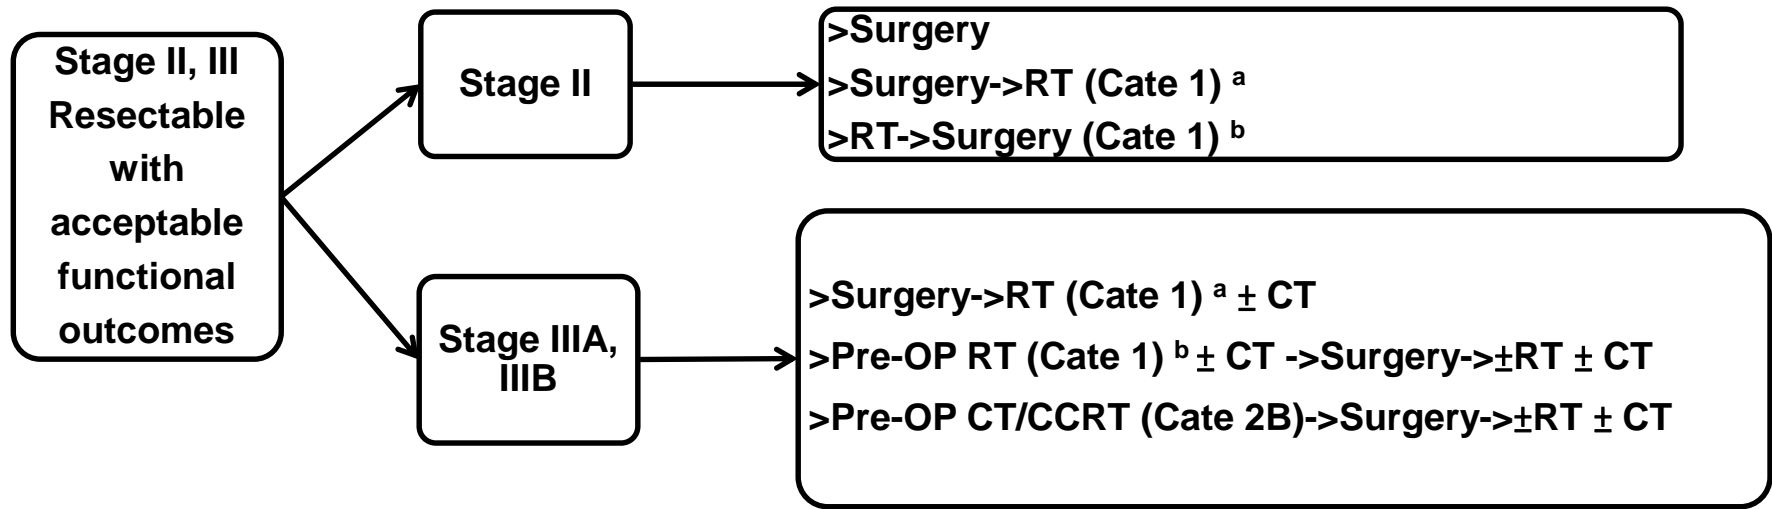 Stage II, III
Resectable
with
acceptable
functional
outcomes
Stage II
>Surgery
>Surgery->RT (Cate 1) ᵃ
>RT->Surgery (Cate 1) ᵇ
Stage IIIA,
IIIB
>Surgery->RT (Cate 1) ᵃ ± CT
>Pre-OP RT (Cate 1) ᵇ ± CT ->Surgery->±RT ± CT
>Pre-OP CT/CCRT (Cate 2B)->Surgery->±RT ± CT